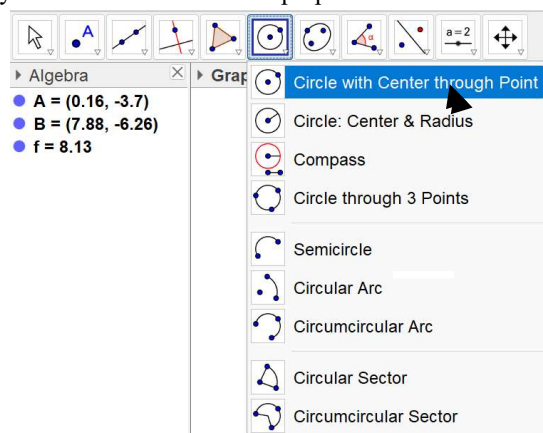 a=2
Algebra
A = (0.16, -3.7)
B = (7.88, -6.26)
f = 8.13
Circle with Center through Point
Circle: Center & Radius
Compass
Circle through 3 Points
Semicircle
Circular Arc
Circumcircular Arc
Circular Sector
Circumcircular Sector